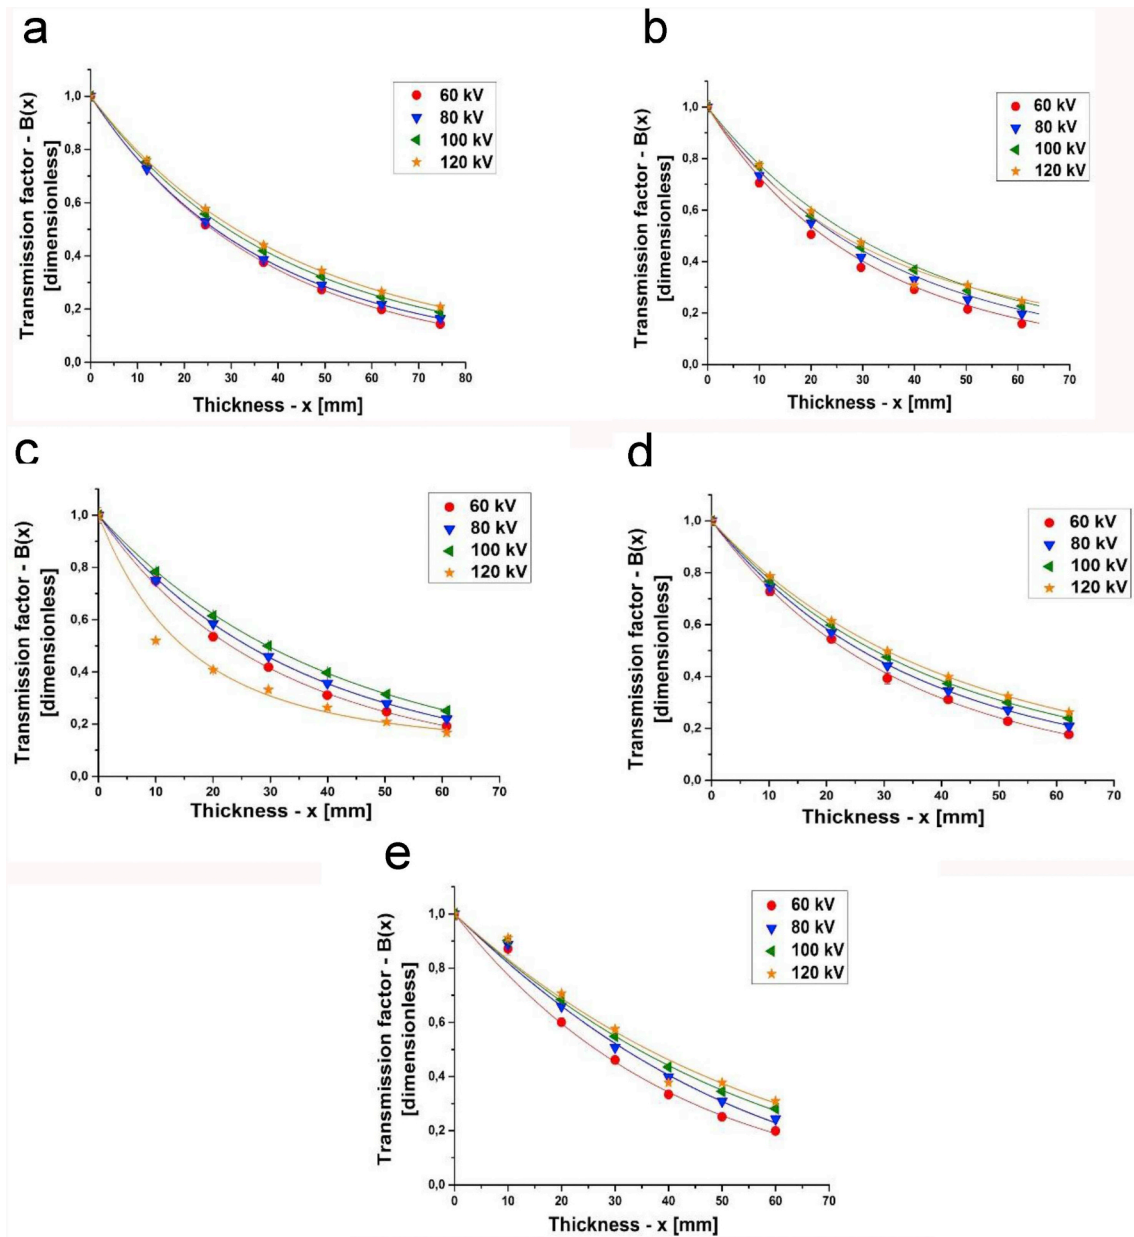 a
Transmission factor - B(x)
[dimensionless]
1,0
0,8
0,6
0,4
0,2
0,0
0 10 20 30 40 50 60 70 80
Thickness - x [mm]
60 kV
80 kV
100 kV
120 kV
b
Transmission factor - B(x)
[dimensionless]
1,0
0,8
0,6
0,4
0,2
0,0
0 10 20 30 40 50 60 70
Thickness - x [mm]
60 kV
80 kV
100 kV
120 kV
c
Transmission factor - B(x)
[dimensionless]
1,0
0,8
0,6
0,4
0,2
0,0
0 10 20 30 40 50 60 70
Thickness - x [mm]
60 kV
80 kV
100 kV
120 kV
d
Transmission factor - B(x)
[dimensionless]
1,0
0,8
0,6
0,4
0,2
0,0
0 10 20 30 40 50 60 70
Thickness - x [mm]
60 kV
80 kV
100 kV
120 kV
e
Transmission factor - B(x)
[dimensionless]
1,0
0,8
0,6
0,4
0,2
0,0
0 10 20 30 40 50 60 70
Thickness - x [mm]
60 kV
80 kV
100 kV
120 kV